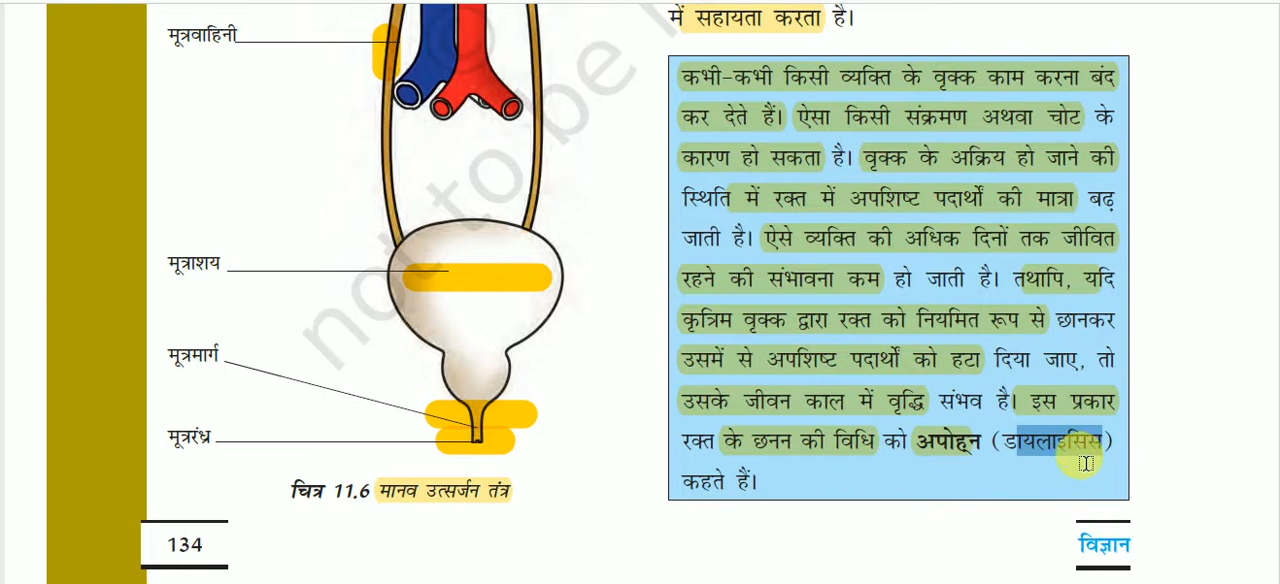 में सहायता करता है।
मूत्रवाहिनी
मूत्राशय
मूत्रमार्ग
मूत्ररंध्र
चित्र 11.6 मानव उत्सर्जन तंत्र
कभी-कभी किसी व्यक्ति के वृक्क काम करना बंद
कर देते हैं। ऐसा किसी संक्रमण अथवा चोट के
कारण हो सकता है। वृक्क के अक्रिय हो जाने की
स्थिति में रक्त में अपशिष्ट पदार्थों की मात्रा बढ़
जाती है। ऐसे व्यक्ति की अधिक दिनों तक जीवित
रहने की संभावना कम हो जाती है। तथापि, यदि
कृत्रिम वृक्क द्वारा रक्त को नियमित रूप से छानकर
उसमें से अपशिष्ट पदार्थों को हटा दिया जाए, तो
उसके जीवन काल में वृद्धि संभव है। इस प्रकार
रक्त के छनन की विधि को अपोहन (डायलाइसिस)
कहते हैं।
not to be
134
विज्ञान